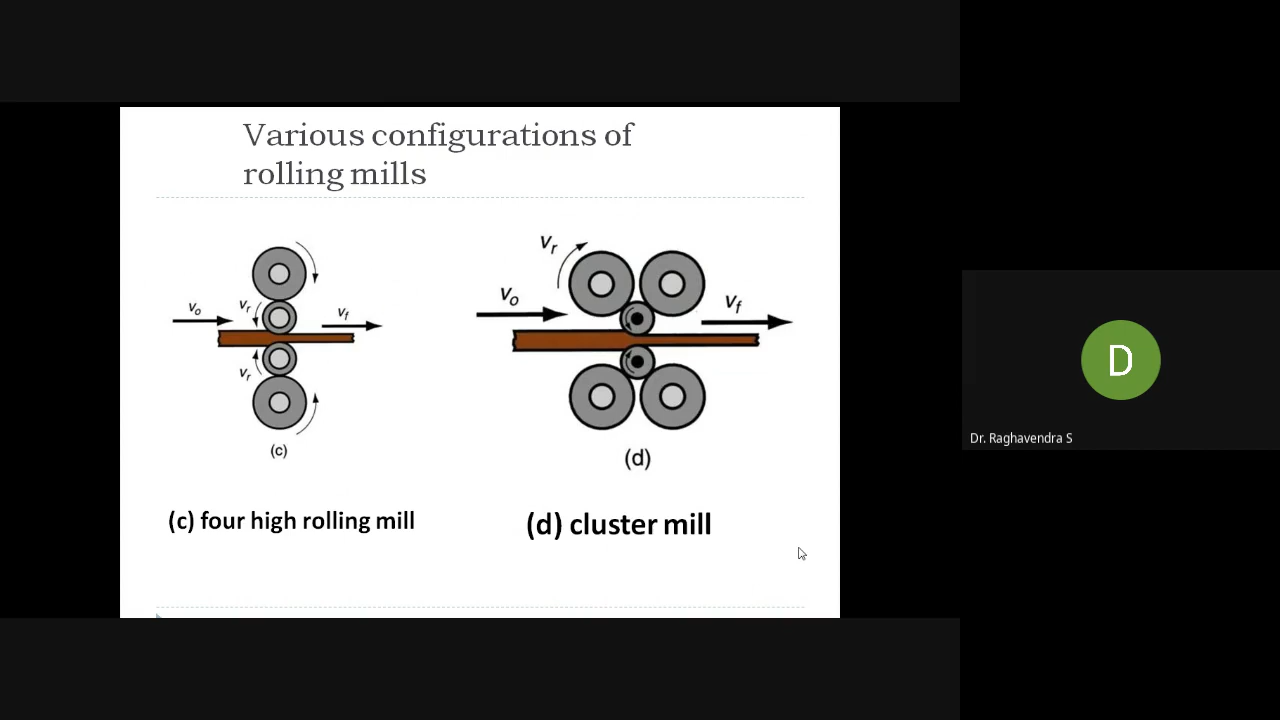 Various configurations of
rolling mills
vo
vr
vf
vr
(c)
vr
vo
vf
(d)
(c) four high rolling mill
(d) cluster mill
D
Dr. Raghavendra S